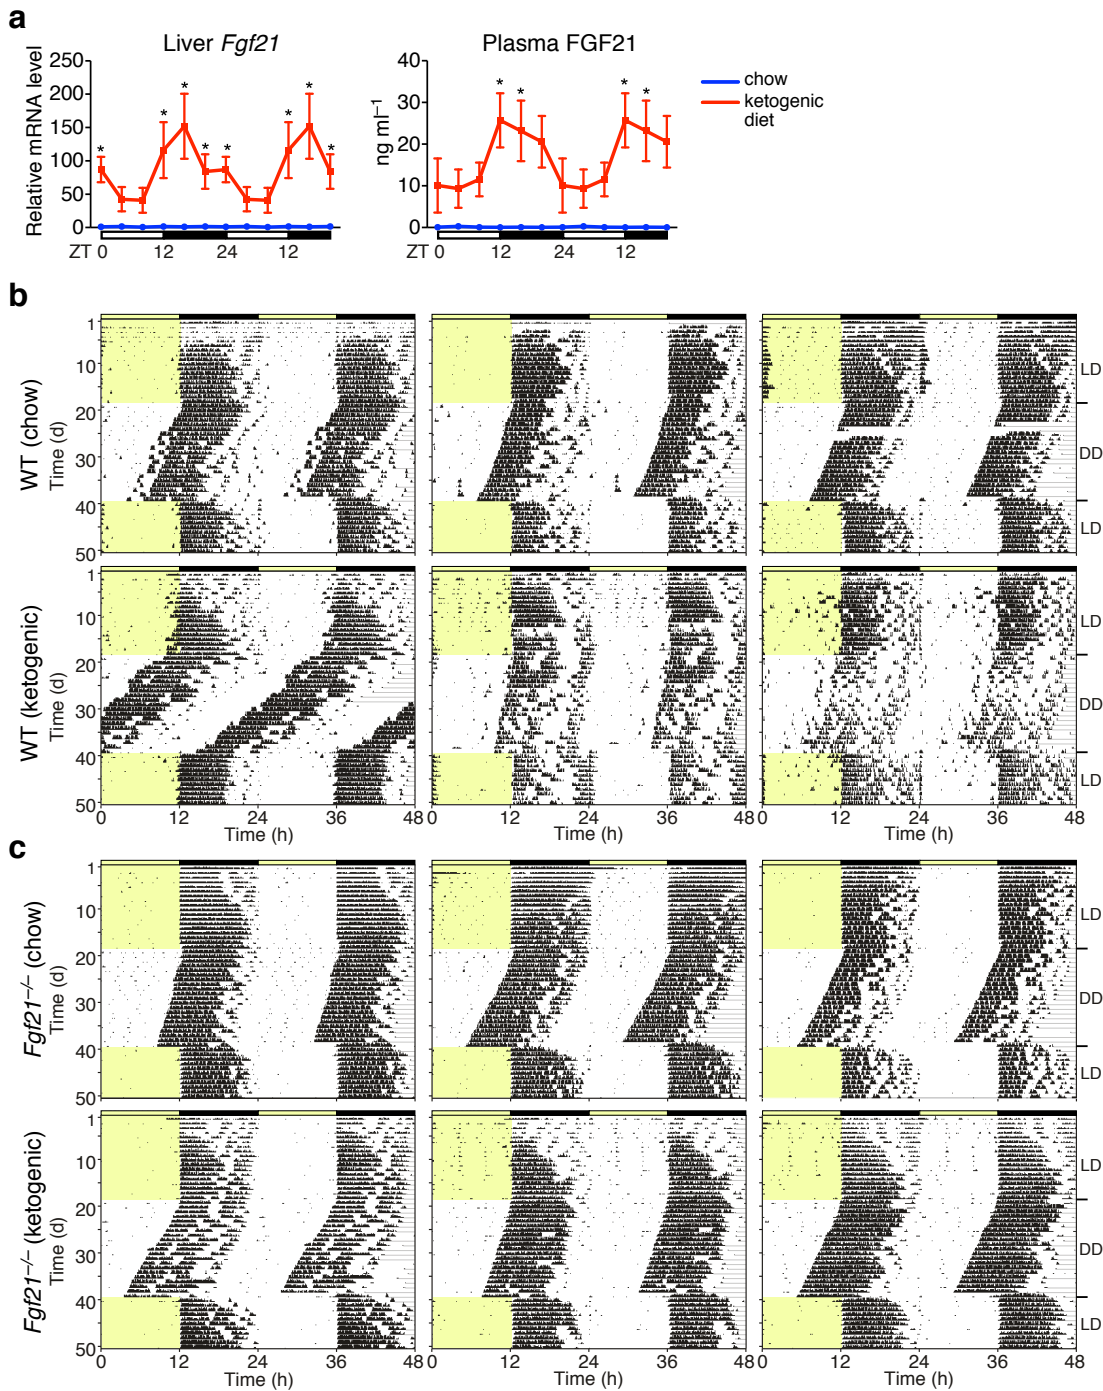 a
Liver Fgf21
Plasma FGF21
Relative mRNA level
250
200
150
100
50
0
* * * * * * * *
ZT 0 12 24 12
ng ml⁻¹
40
30
20
10
0
* * * *
ZT 0 12 24 12
chow
ketogenic
diet
b
WT (chow)
Time (d)
1
10
20
30
40
50
LD
DD
LD
WT (ketogenic)
Time (d)
1
10
20
30
40
50
LD
DD
LD
0 12 24 36 48 12 24 36 48 12 24 36 48
Time (h) Time (h) Time (h)
c
Fgf21⁻/⁻ (chow)
Time (d)
1
10
20
30
40
50
LD
DD
LD
Fgf21⁻/⁻ (ketogenic)
Time (d)
1
10
20
30
40
50
LD
DD
LD
0 12 24 36 48 12 24 36 48 12 24 36 48
Time (h) Time (h) Time (h)